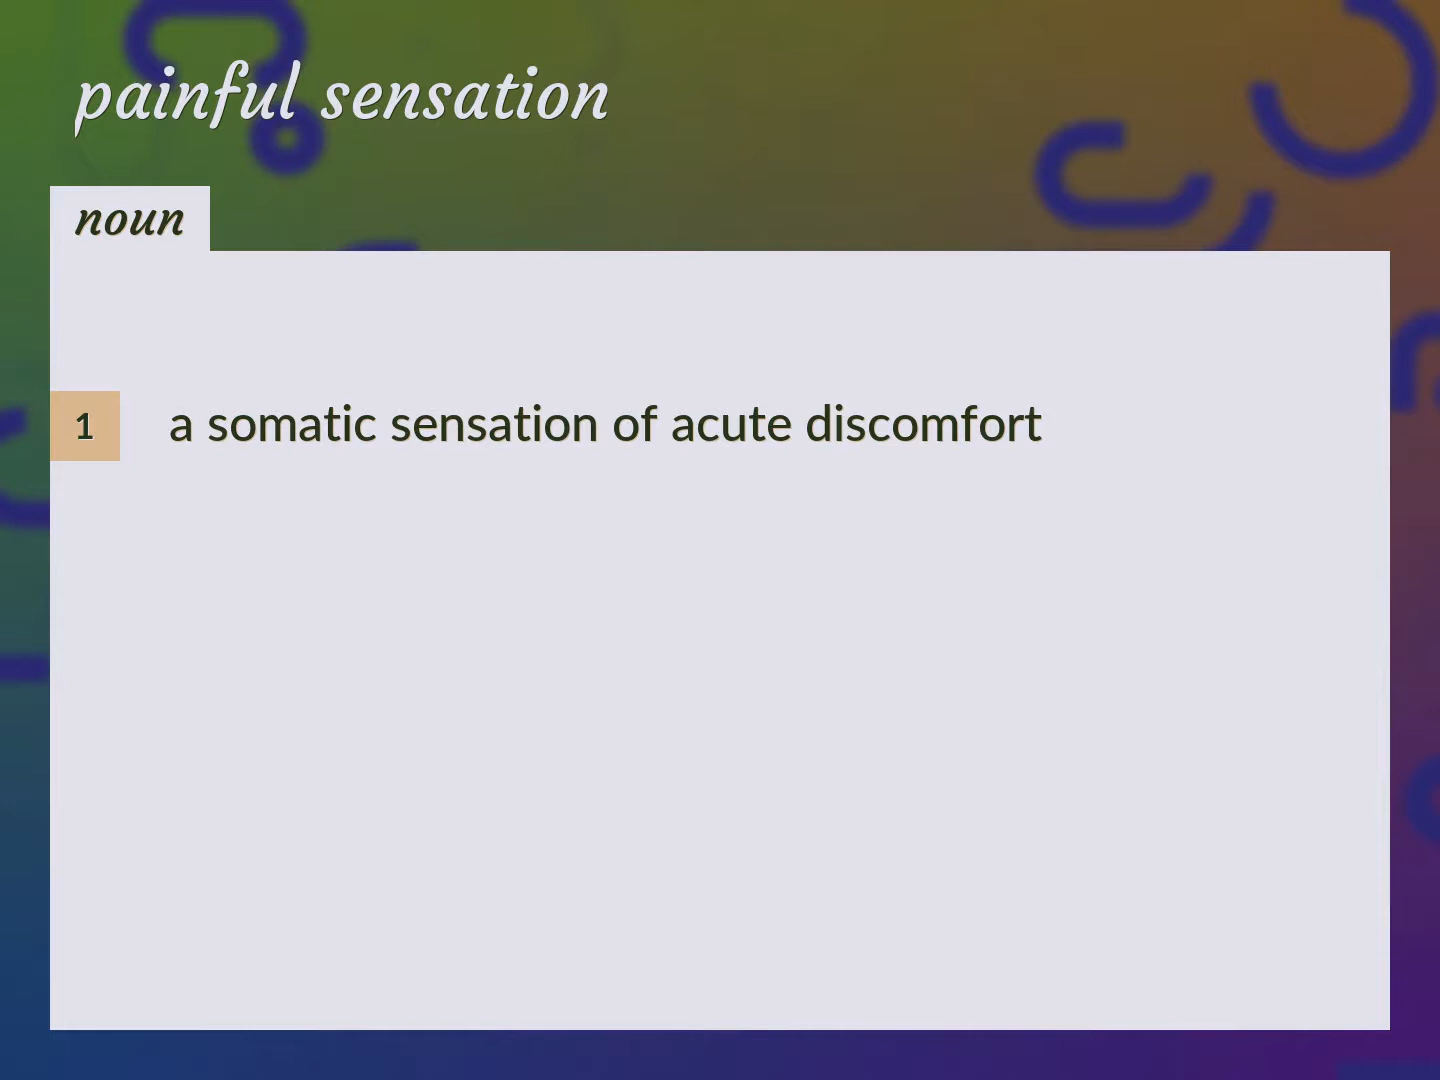 painful sensation
noun
1 a somatic sensation of acute discomfort